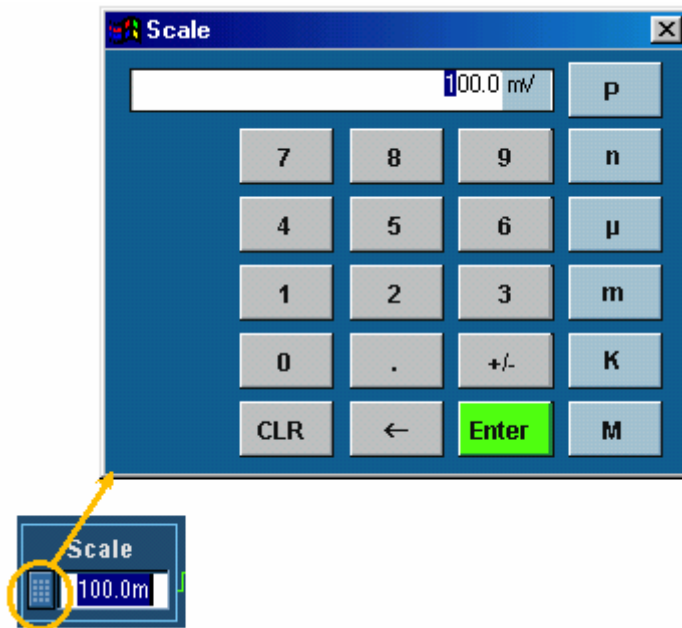 Scale
100.0 mV
p
7 8 9 n
4 5 6 µ
1 2 3 m
0 . +/- K
CLR ← Enter M
Scale
100.0m